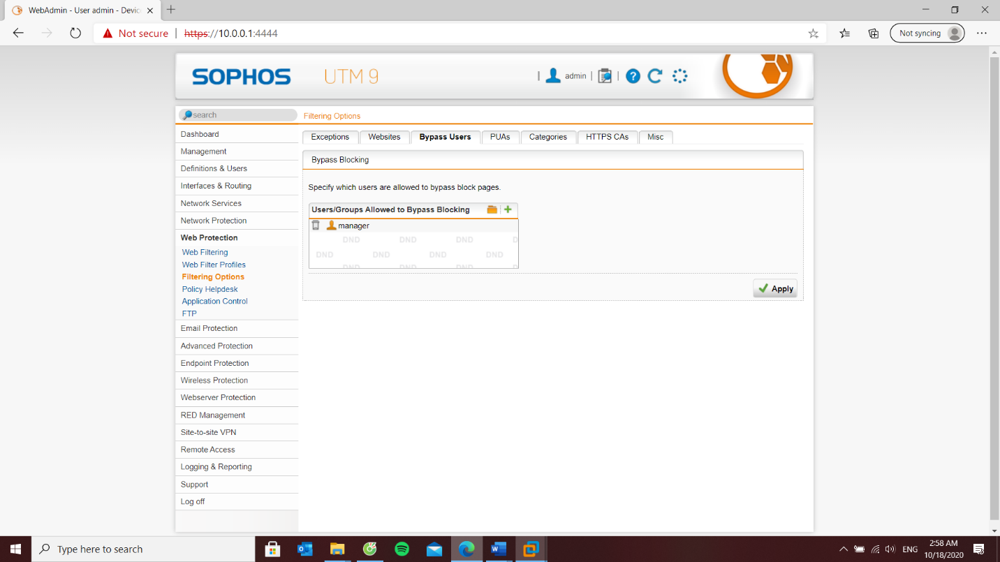 WebAdmin - User admin - Devic
Not secure | https://10.0.0.1:4444
Not syncing
SOPHOS UTM 9
| admin | |
search
Filtering Options
Dashboard
Management
Definitions & Users
Interfaces & Routing
Network Services
Network Protection
Web Protection
Web Filtering
Web Filter Profiles
Filtering Options
Policy Helpdesk
Application Control
FTP
Email Protection
Advanced Protection
Endpoint Protection
Wireless Protection
Webserver Protection
RED Management
Site-to-site VPN
Remote Access
Logging & Reporting
Support
Log off
Exceptions Websites Bypass Users PUAs Categories HTTPS CAs Misc
Bypass Blocking
Specify which users are allowed to bypass block pages.
Users/Groups Allowed to Bypass Blocking
manager
DND DND DND D
DND DND DND DND
DND DND DND D
Apply
Type here to search
ENG
2:58 AM
10/18/2020